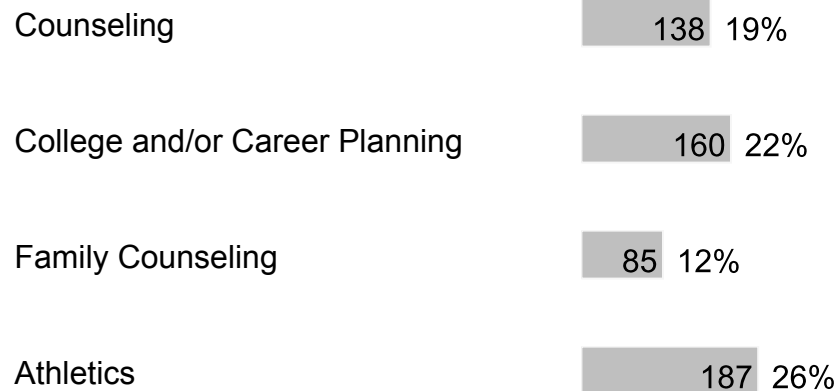 Counseling 138 19%
College and/or Career Planning 160 22%
Family Counseling 85 12%
Athletics 187 26%